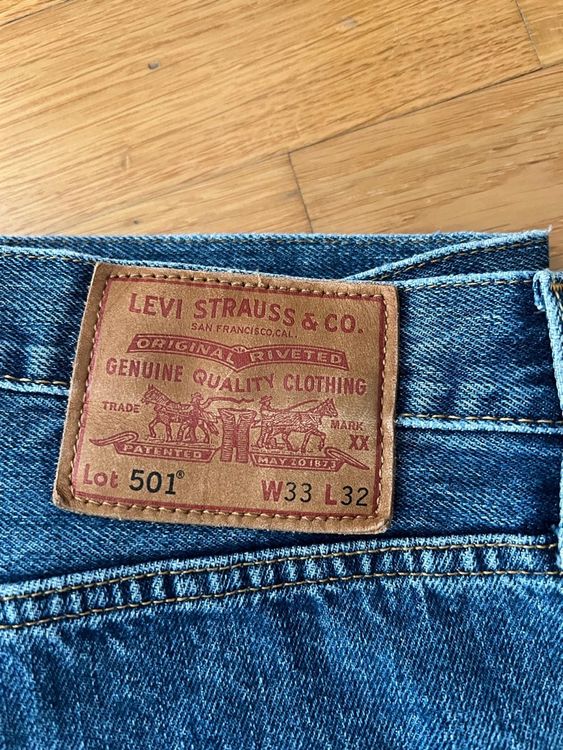 LEVI STRAUSS & CO.
SAN FRANCISCO, CAL.
ORIGINAL RIVETED
GENUINE QUALITY CLOTHING
TRADE MARK
XX
PATENTED MAY 20 1873
Lot 501® W33 L32